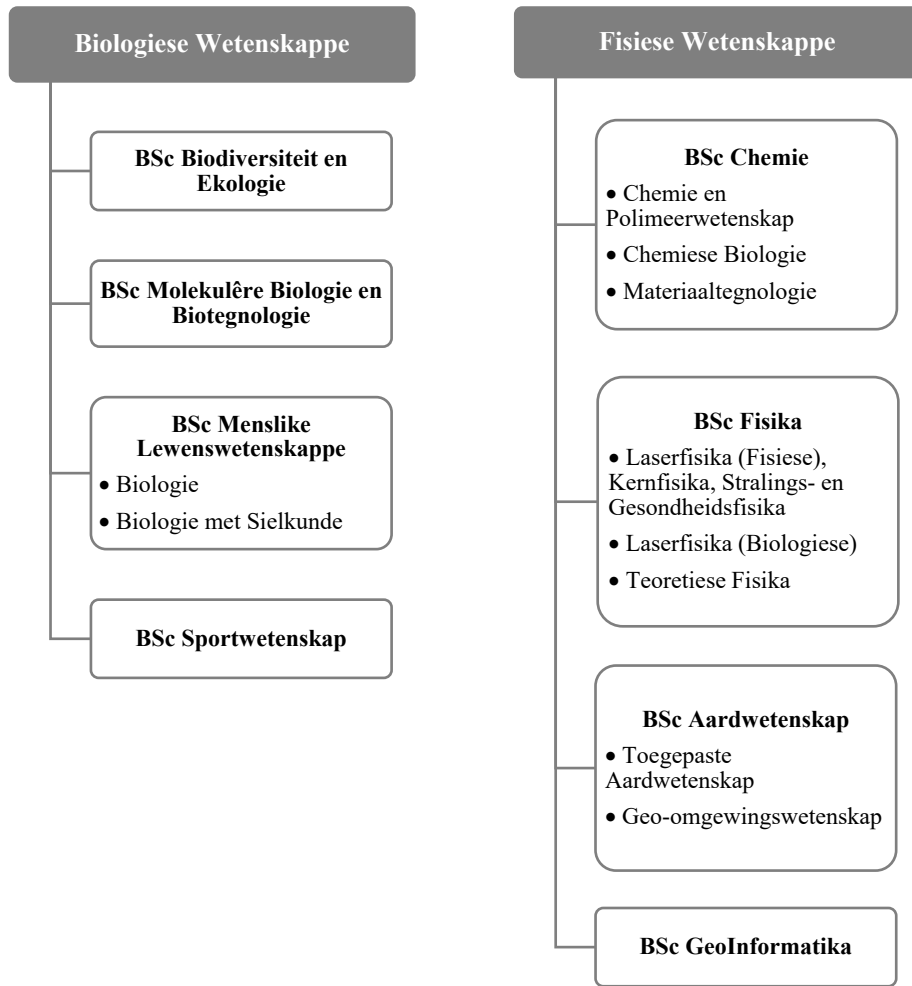 Biologiese Wetenskappe
BSc Biodiversiteit en
Ekologie
BSc Molekulêre Biologie en
Biotegnologie
BSc Menslike
Lewenswetenskappe
• Biologie
• Biologie met Sielkunde
BSc Sportwetenskap
Fisiese Wetenskappe
BSc Chemie
• Chemie en
Polimeerwetenskap
• Chemiese Biologie
• Materiaaltegnologie
BSc Fisika
• Laserfisika (Fisiese),
Kernfisika, Stralings- en
Gesondheidsfisika
• Laserfisika (Biologiese)
• Teoretiese Fisika
BSc Aardwetenskap
• Toegepaste
Aardwetenskap
• Geo-omgewingswetenskap
BSc GeoInformatika